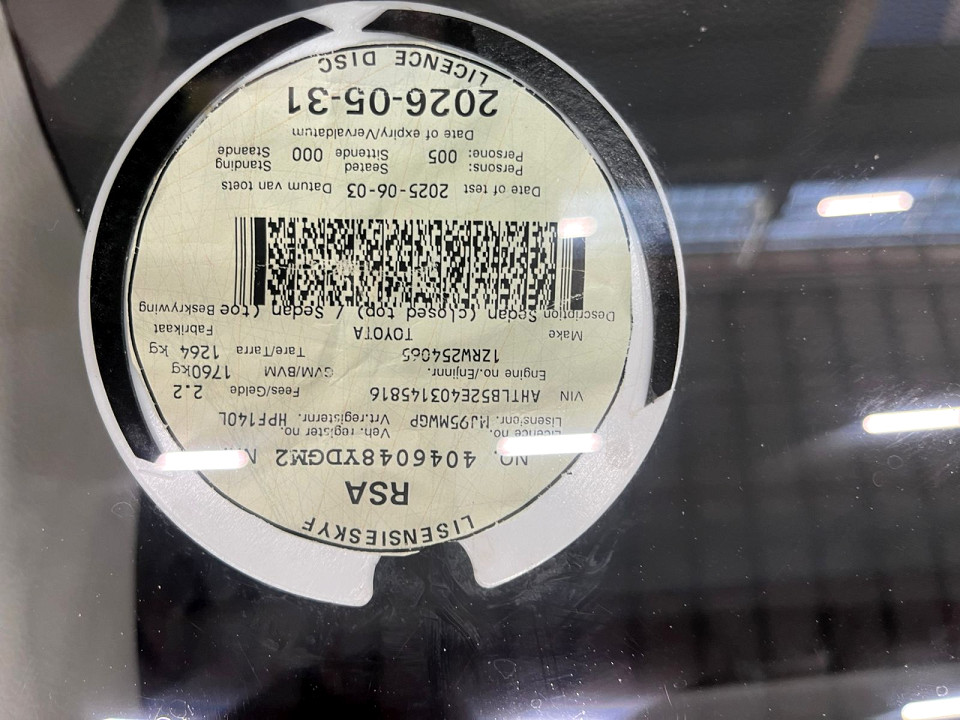 LISENSIESKYF
RSA
NO. 4046048YDGM2 N
Licence no. Veh. register no.
Lisensnr. MJ95MWGP Vrt.registernr. HPF140L
VIN AHTLB52E403145816 Fees/Gelde 2.2
Engine no./Enjinnr. GVM/BVM 1760kg
1ZRW254065 Tare/Tarra 1264 kg
Make TOYOTA Fabrikaat
Description Sedan (closed top) / Sedan (toe Beskrywing
Date of test 2025-06-03 Datum van toets
Persons: Seated Standing
Persone: 005 Sittende 000 Staande
Date of expiry/Vervaldatum
2026-05-31
LICENCE DISC